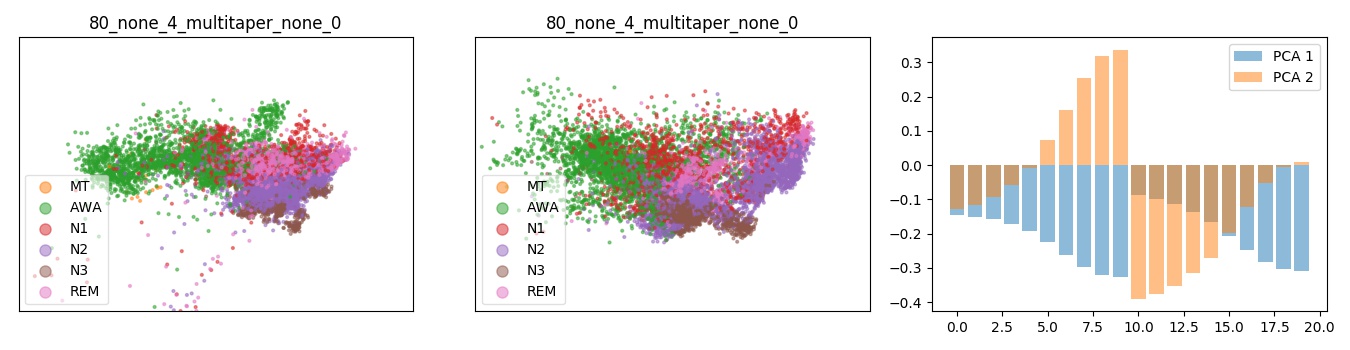 80_none_4_multitaper_none_0
MT
AWA
N1
N2
N3
REM
80_none_4_multitaper_none_0
MT
AWA
N1
N2
N3
REM
PCA 1
PCA 2
0.3
0.2
0.1
0.0
−0.1
−0.2
−0.3
−0.4
0.0 2.5 5.0 7.5 10.0 12.5 15.0 17.5 20.0